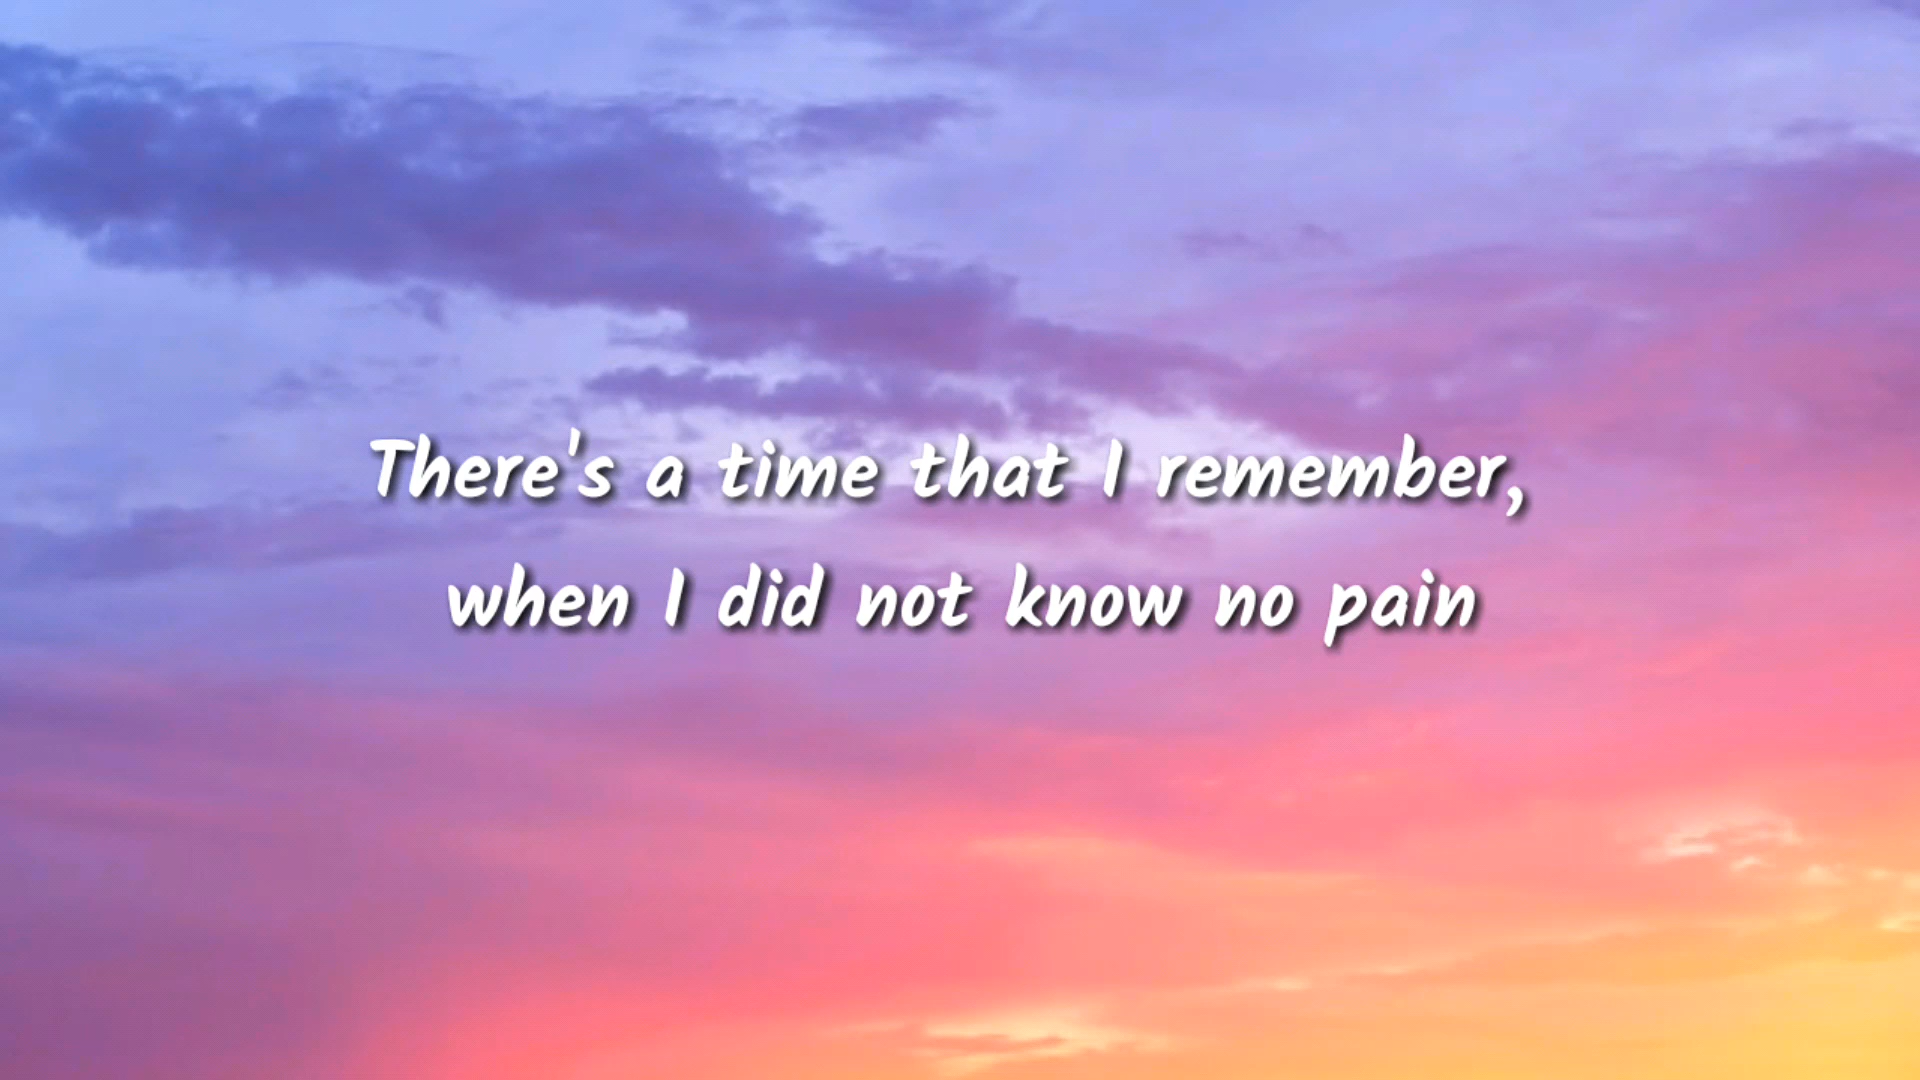 There's a time that I remember,
when I did not know no pain